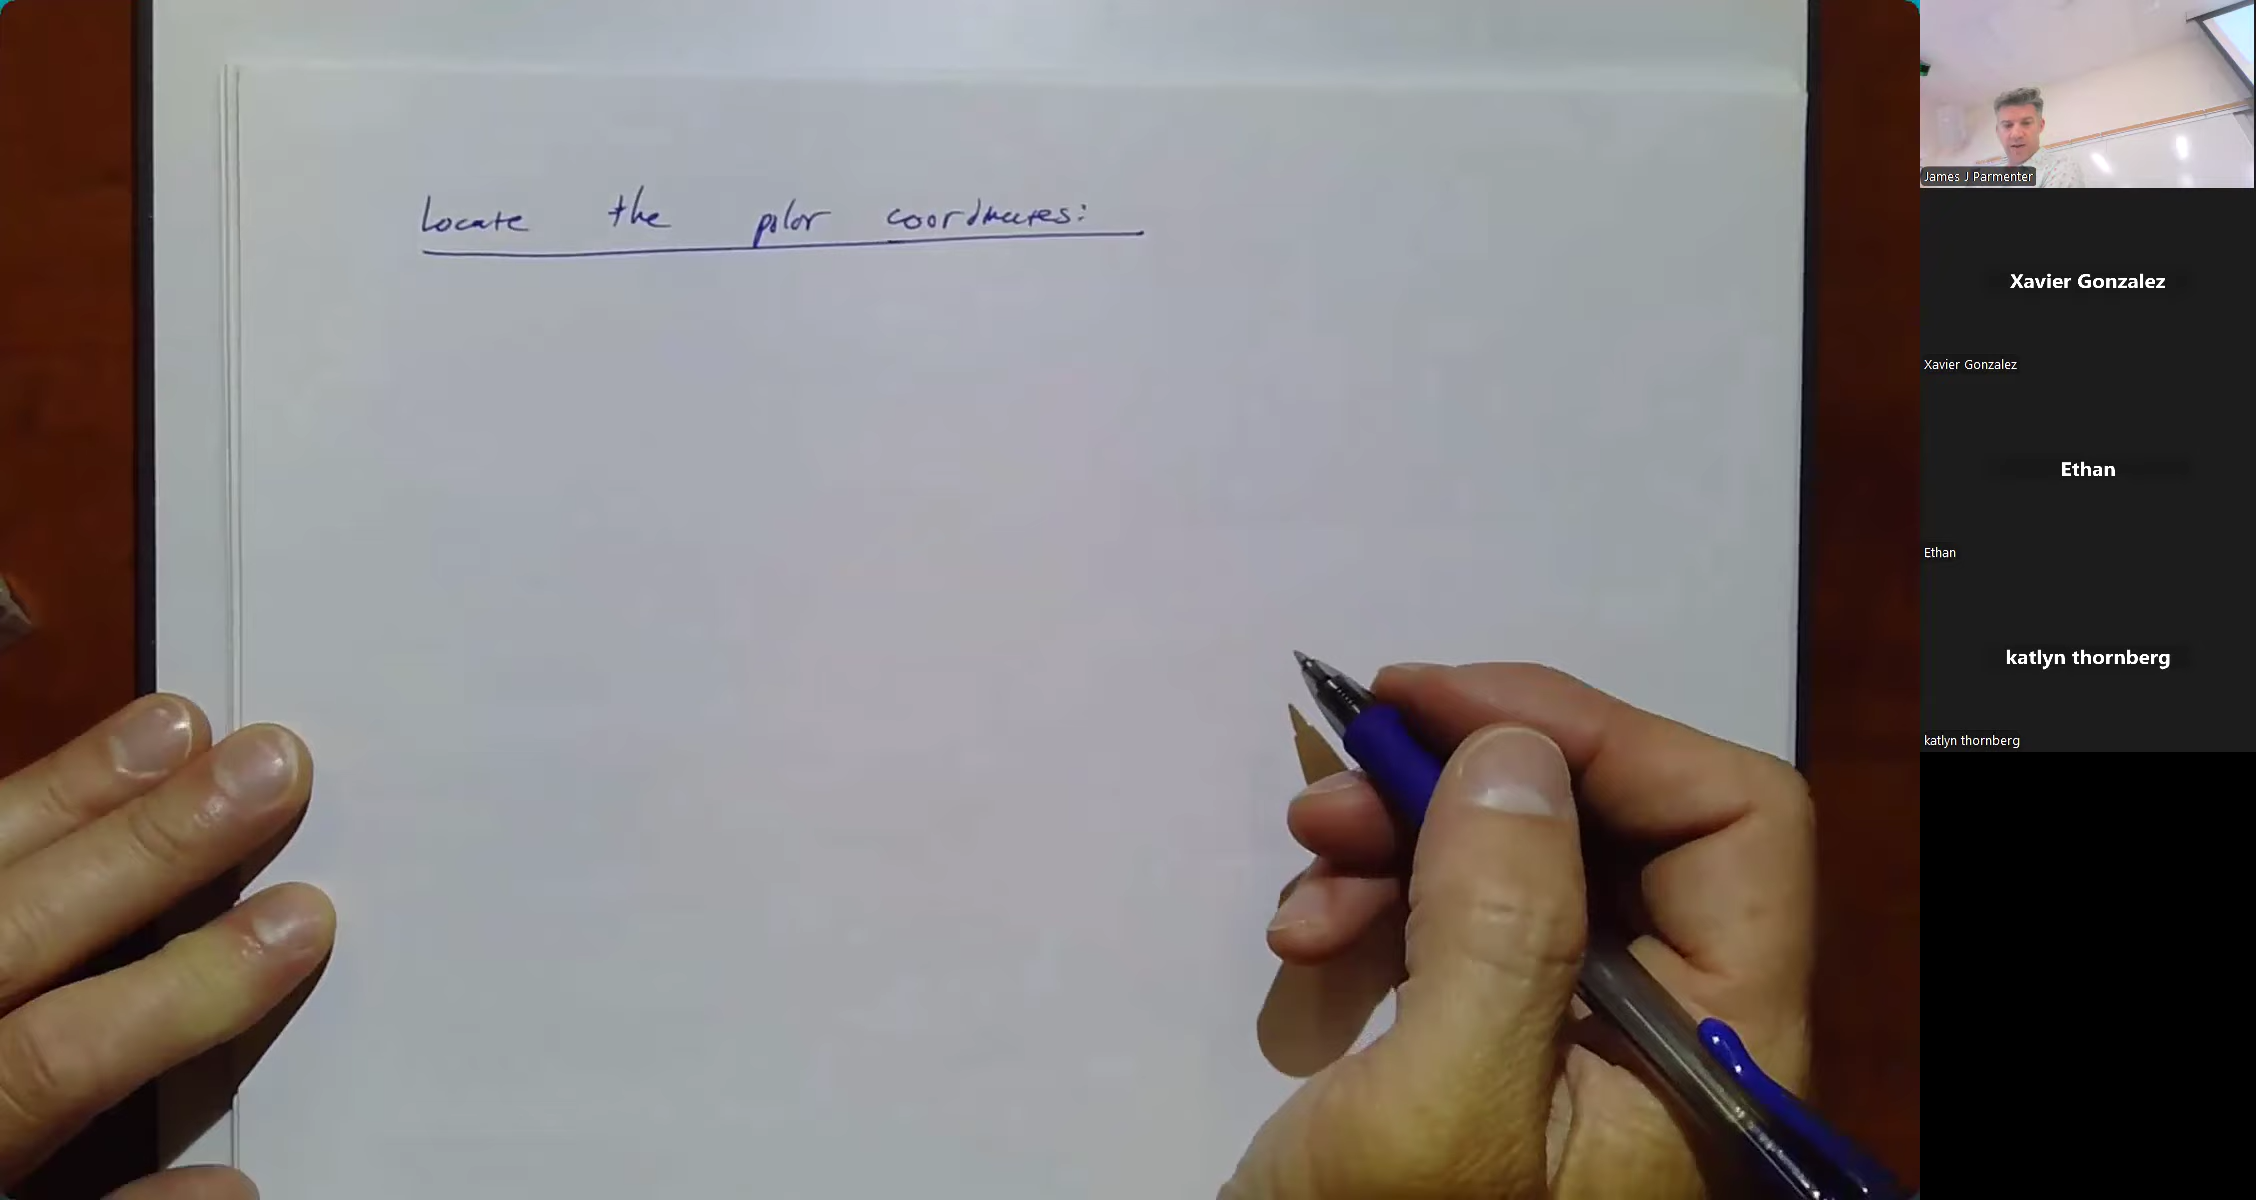 Locate the polar coordinates:
James J Parmenter
Xavier Gonzalez
Xavier Gonzalez
Ethan
Ethan
katlyn thornberg
katlyn thornberg